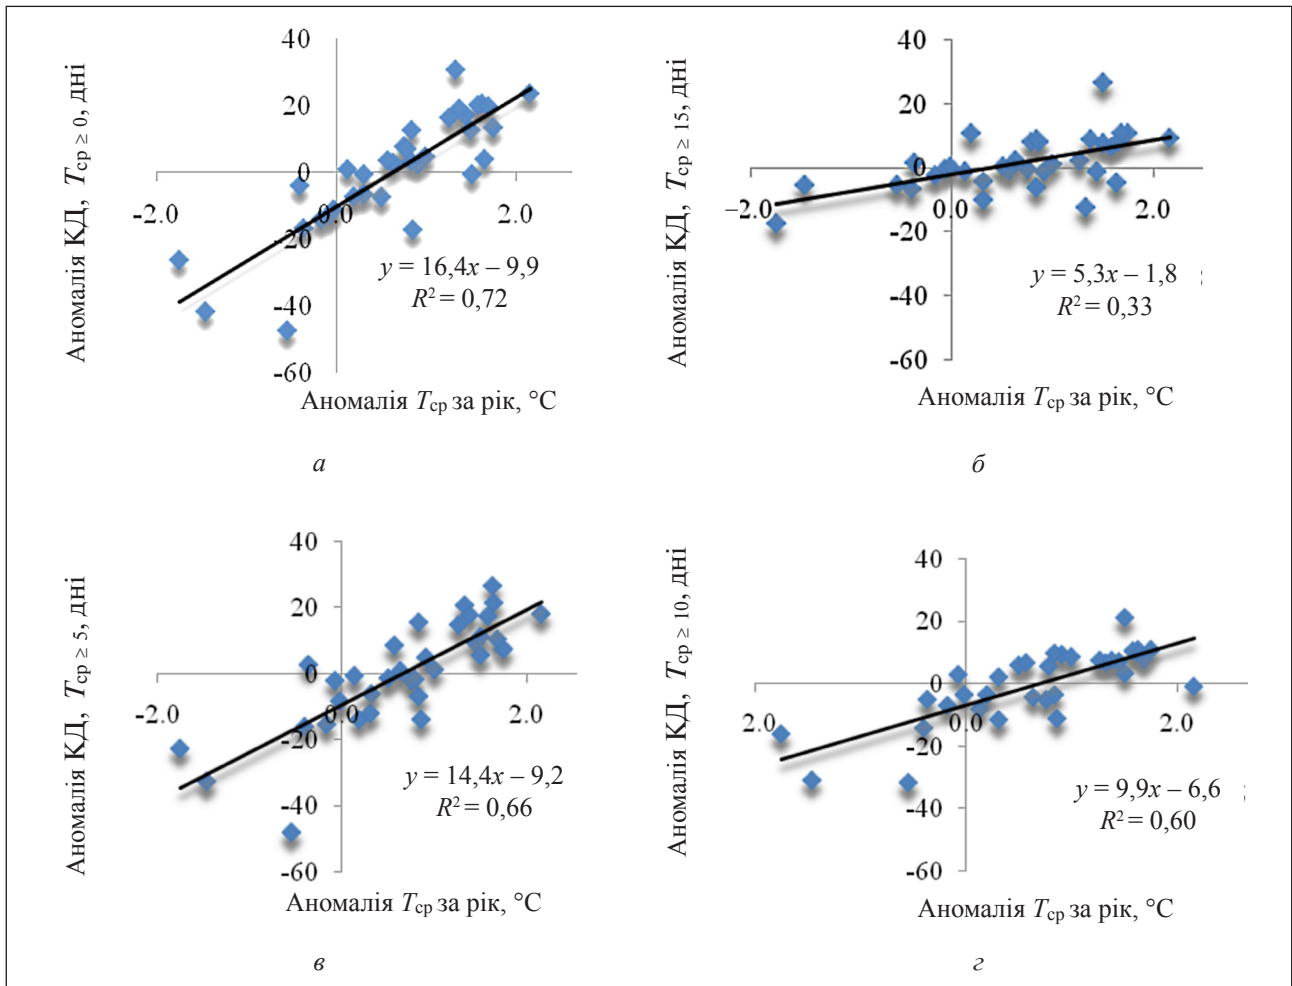 Аномалія КД, Tср ≥ 0, дні
40
20
0
-20
-40
-60
-2.0
0.0
2.0
y = 16,4x – 9,9
R² = 0,72
Аномалія Tср за рік, °С
а
Аномалія КД, Tср ≥ 15, дні
40
20
0
-20
-40
-60
−2.0
0.0
2.0
y = 5,3x – 1,8
R² = 0,33
Аномалія Tср за рік, °С
б
Аномалія КД, Tср ≥ 5, дні
40
20
0
-20
-40
-60
-2.0
0.0
2.0
y = 14,4x – 9,2
R² = 0,66
Аномалія Tср за рік, °С
в
Аномалія КД, Tср ≥ 10, дні
40
20
0
-20
-40
-60
2.0
0.0
2.0
y = 9,9x – 6,6
R² = 0,60
Аномалія Tср за рік, °С
г